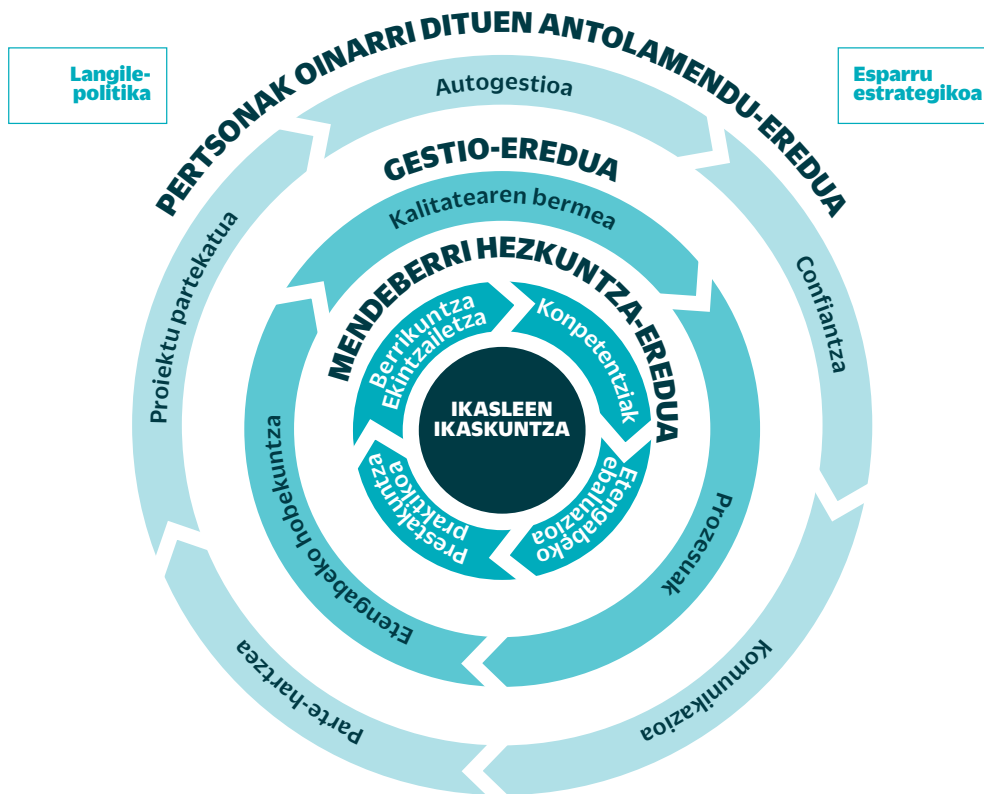 PERTSONAK OINARRI DITUEN ANTOLAMENDU-EREDUA
Langile-
politika
Esparru
estrategikoa
Autogestioa
Confiantza
Komunikazioa
Parte-hartzea
Proiektu partekatua
GESTIO-EREDUA
Kalitatearen bermea
Prozesuak
Etengabeko hobekuntza
MENDEBERRI HEZKUNTZA-EREDUA
Berrikuntza
Ekintzailetza
Konpetentziak
Etengabeko
ebaluazioa
Prestakuntza
praktikoa
IKASLEEN
IKASKUNTZA